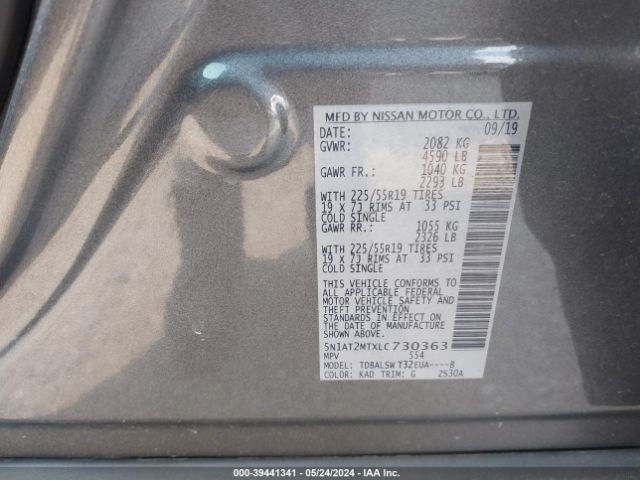 MFD BY NISSAN MOTOR CO., LTD.
DATE: 09/19
GVWR: 2082 KG
4590 LB
GAWR FR.: 1040 KG
2293 LB
WITH 225/55R19 TIRES
19 X 7J RIMS AT 33 PSI
COLD SINGLE
GAWR RR.: 1055 KG
2326 LB
WITH 225/55R19 TIRES
19 X 7J RIMS AT 33 PSI
COLD SINGLE
THIS VEHICLE CONFORMS TO
ALL APPLICABLE FEDERAL
MOTOR VEHICLE SAFETY AND
THEFT PREVENTION
STANDARDS IN EFFECT ON
THE DATE OF MANUFACTURE
SHOWN ABOVE.
5N1AT2MTXLC730363
MPV 554
MODEL: TDBALSW T32EUA----B
COLOR: KAD TRIM: G Z530A
000-39441341 - 05/24/2024 - IAA Inc.